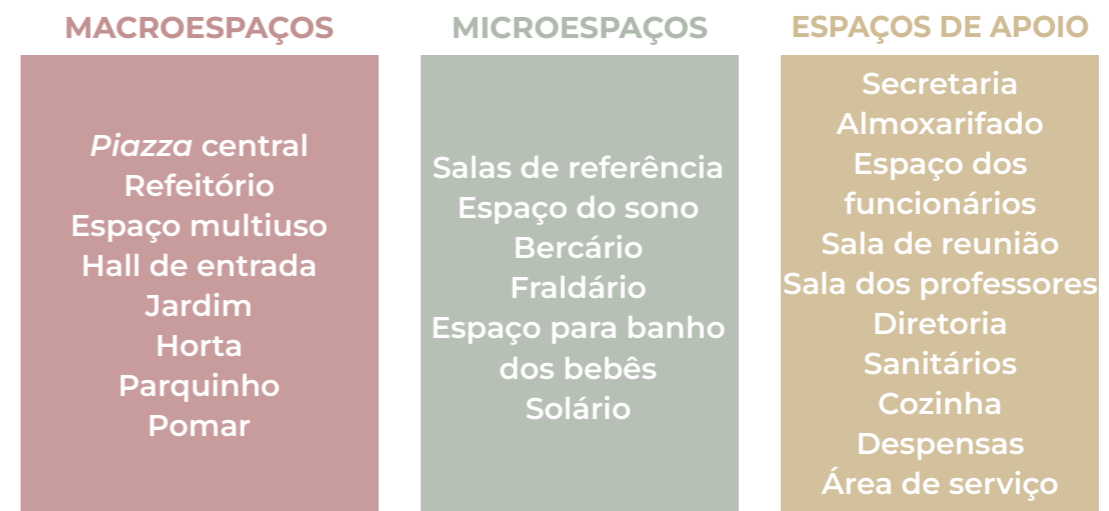 MACROESPAÇOS
Piazza central
Refeitório
Espaço multiuso
Hall de entrada
Jardim
Horta
Parquinho
Pomar
MICROESPAÇOS
Salas de referência
Espaço do sono
Bercário
Fraldário
Espaço para banho
dos bebês
Solário
ESPAÇOS DE APOIO
Secretaria
Almoxarifado
Espaço dos
funcionários
Sala de reunião
Sala dos professores
Diretoria
Sanitários
Cozinha
Despensas
Área de serviço